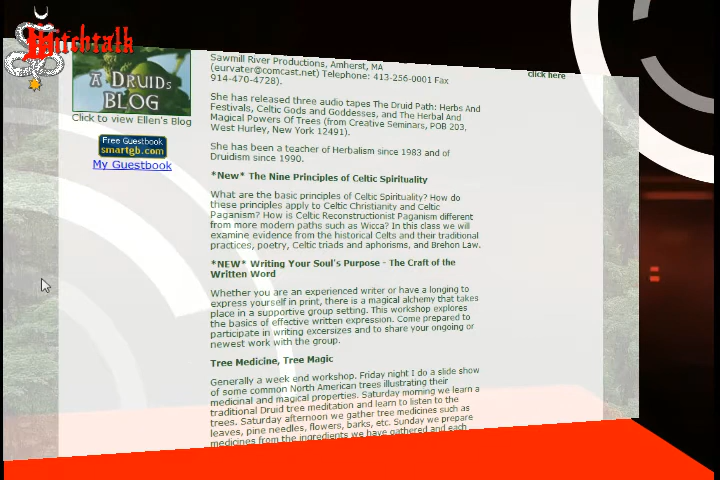 Witchtalk
A DRUIDS
BLOG
Click to view Ellen's Blog
Free Guestbook
smartgb.com
My Guestbook
click here
Sawmill River Productions, Amherst, MA
(eurvater@comcast.net) Telephone: 413-256-0001 Fax
914-470-4728).
She has released three audio tapes The Druid Path: Herbs And
Festivals, Celtic Gods and Goddesses, and The Herbal And
Magical Powers Of Trees (from Creative Seminars, POB 203,
West Hurley, New York 12491).
She has been a teacher of Herbalism since 1983 and of
Druidism since 1990.
*New* The Nine Principles of Celtic Spirituality
What are the basic principles of Celtic Spirituality? How do
these principles apply to Celtic Christianity and Celtic
Paganism? How is Celtic Reconstructionist Paganism different
from more modern paths such as Wicca? In this class we will
examine evidence from the historical Celts and their traditional
practices, poetry, Celtic triads and aphorisms, and Brehon Law.
*NEW* Writing Your Soul's Purpose - The Craft of the
Written Word
Whether you are an experienced writer or have a longing to
express yourself in print, there is a magical alchemy that takes
place in a supportive group setting. This workshop explores
the basics of effective written expression. Come prepared to
participate in writing excersizes and to share your ongoing or
newest work with the group.
Tree Medicine, Tree Magic
Generally a week end workshop. Friday night I do a slide show
of some common North American trees illustrating their
medicinal and magical properties. Saturday morning we learn a
traditional Druid tree meditation and learn to listen to the
trees. Saturday afternoon we gather tree medicines such as
leaves, pine needles, flowers, barks, etc. Sunday we prepare
medicines from the ingredients we have gathered and each